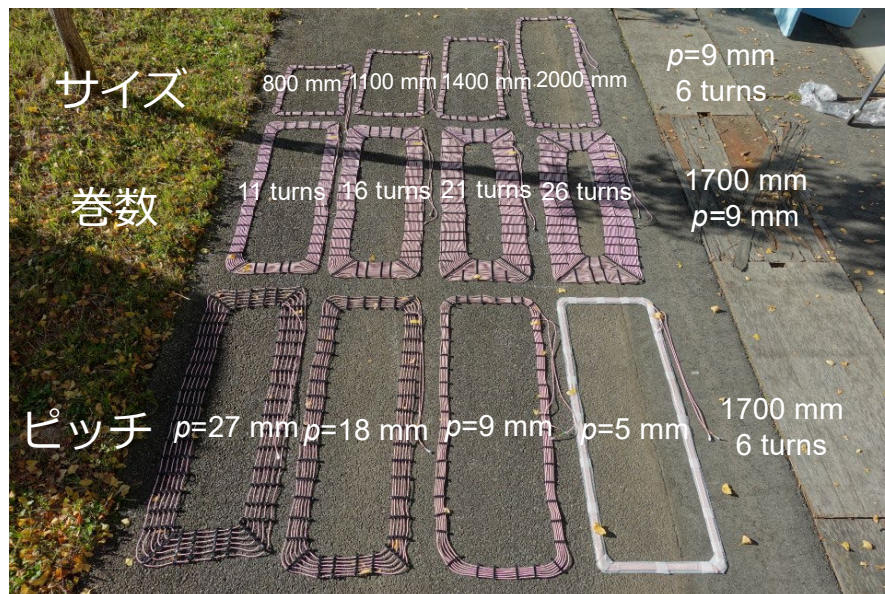 サイズ
800 mm
1100 mm
1400 mm
2000 mm
p=9 mm
6 turns
巻数
11 turns
16 turns
21 turns
26 turns
1700 mm
p=9 mm
ピッチ
p=27 mm
p=18 mm
p=9 mm
p=5 mm
1700 mm
6 turns